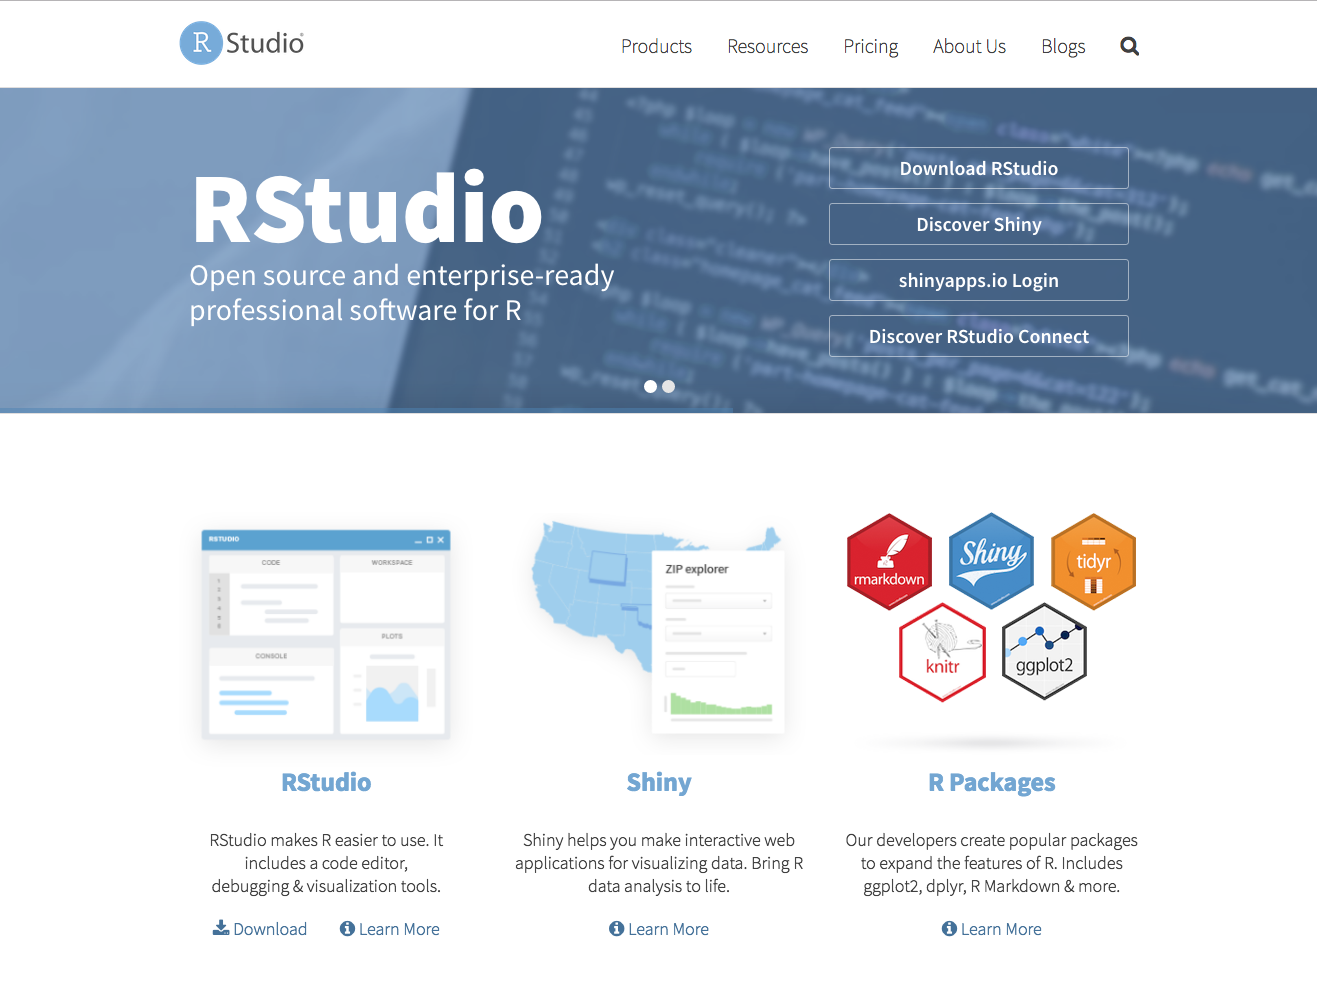 R Studio
Products Resources Pricing About Us Blogs
RStudio
Open source and enterprise-ready
professional software for R
Download RStudio
Discover Shiny
shinyapps.io Login
Discover RStudio Connect
RSTUDIO
CODE
WORKSPACE
PLOTS
CONSOLE
ZIP explorer
rmarkdown
Shiny
tidyr
knitr
ggplot2
RStudio
RStudio makes R easier to use. It
includes a code editor,
debugging & visualization tools.
Download Learn More
Shiny
Shiny helps you make interactive web
applications for visualizing data. Bring R
data analysis to life.
Learn More
R Packages
Our developers create popular packages
to expand the features of R. Includes
ggplot2, dplyr, R Markdown & more.
Learn More